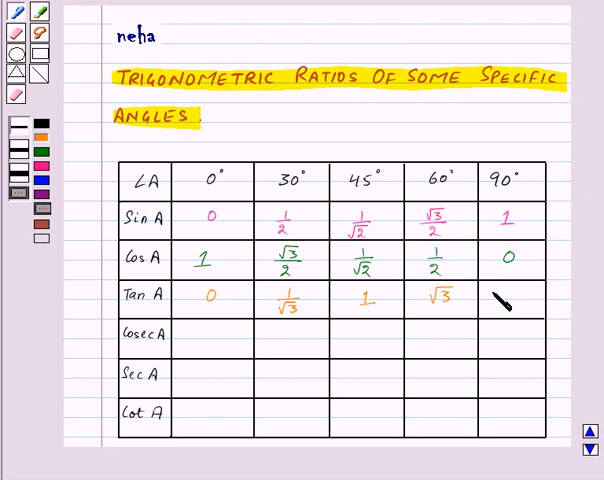 neha
TRIGONOMETRIC RATIOS OF SOME SPECIFIC
ANGLES.
∠A 0° 30° 45° 60° 90°
Sin A 0 1/2 1/√2 √3/2 1
Cos A 1 √3/2 1/√2 1/2 0
Tan A 0 1/√3 1 √3
Cosec A
Sec A
Cot A